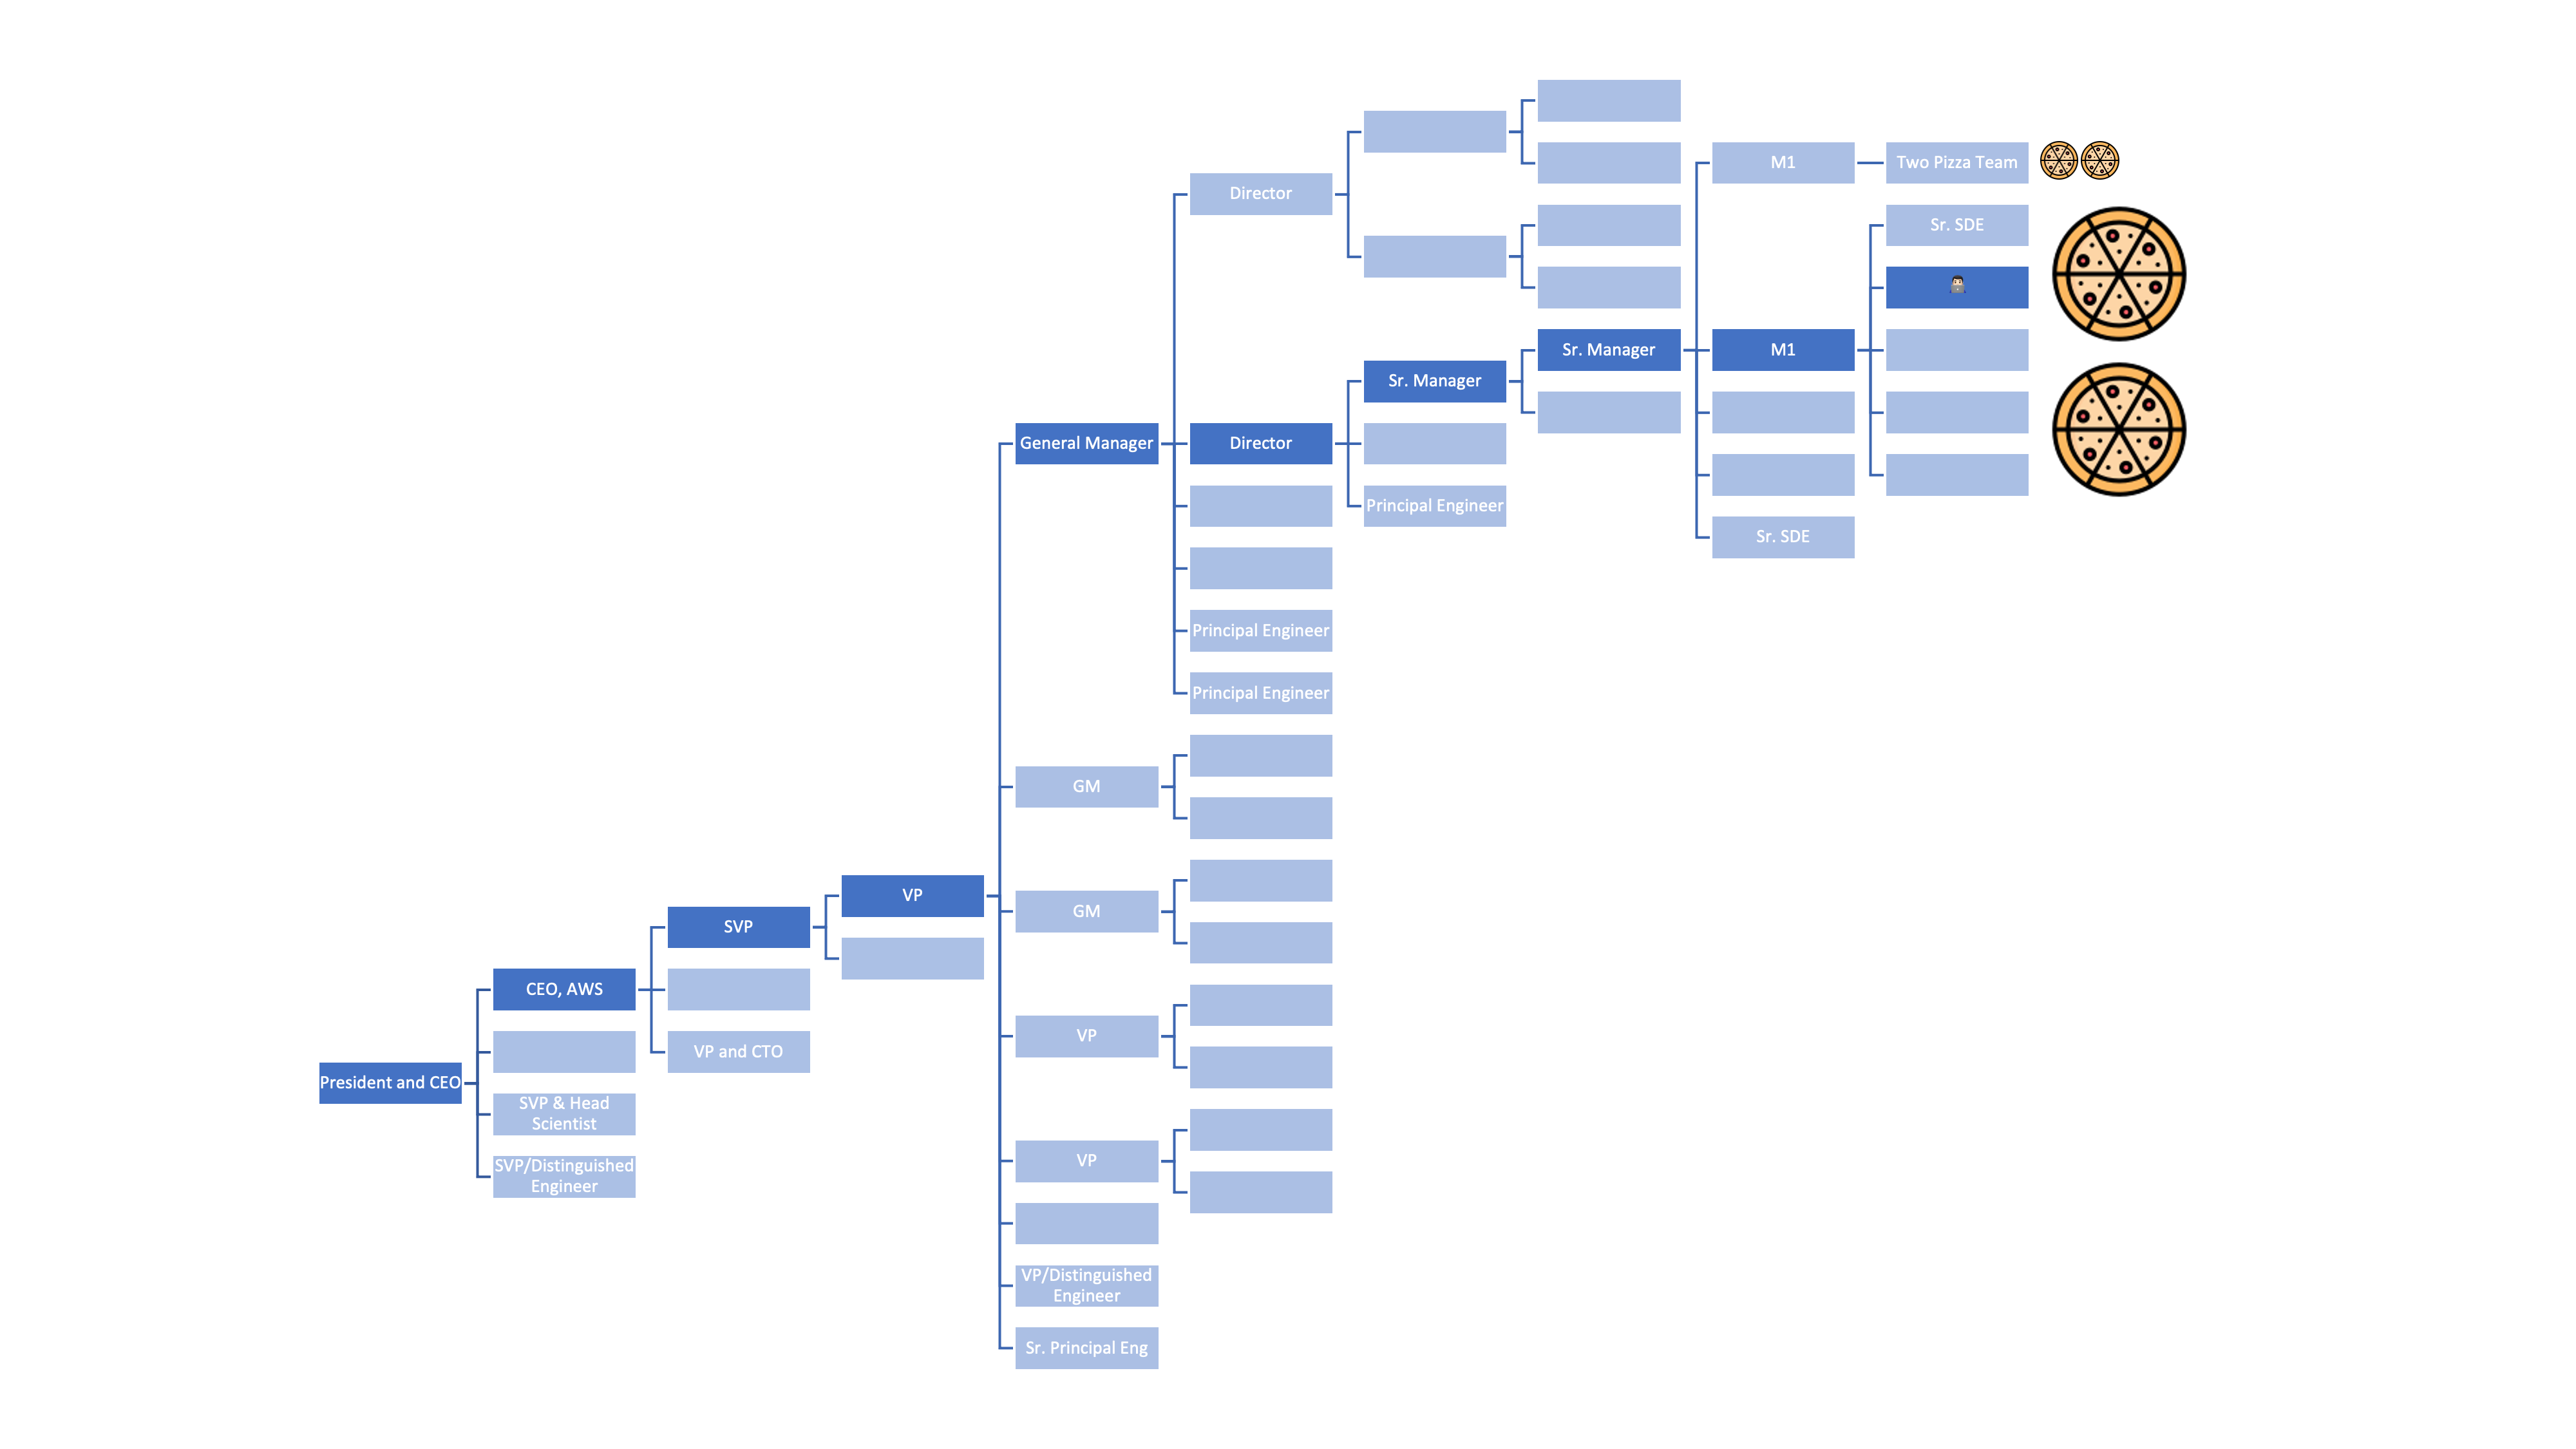 M1
Two Pizza Team
Director
Sr. SDE
Sr. Manager
M1
Sr. Manager
General Manager
Director
Principal Engineer
Sr. SDE
Principal Engineer
Principal Engineer
GM
VP
GM
SVP
CEO, AWS
VP
VP and CTO
President and CEO
SVP & Head
Scientist
VP
SVP/Distinguished
Engineer
VP/Distinguished
Engineer
Sr. Principal Eng